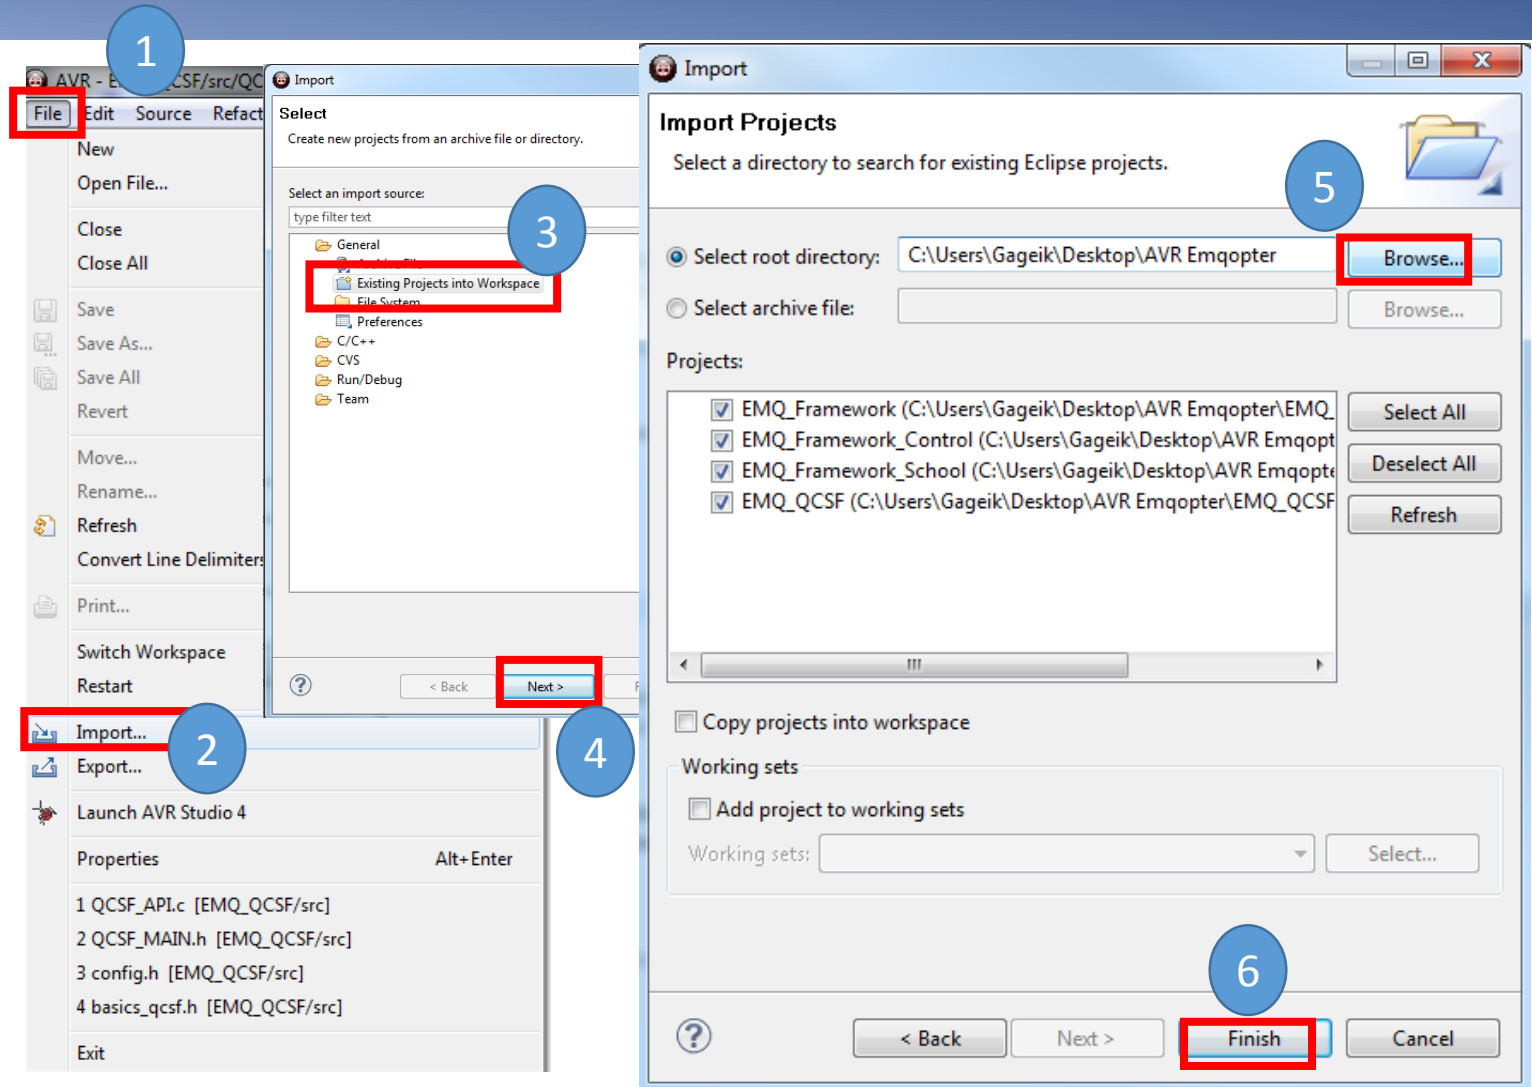 1
AVR - E
CSF/src/QC
File Edit Source Refact
New
Open File...
Close
Close All
Save
Save As...
Save All
Revert
Move...
Rename...
Refresh
Convert Line Delimiters
Print...
Switch Workspace
Restart
Import...
2
Export...
Launch AVR Studio 4
Properties Alt+Enter
1 QCSF_API.c [EMQ_QCSF/src]
2 QCSF_MAIN.h [EMQ_QCSF/src]
3 config.h [EMQ_QCSF/src]
4 basics_qcsf.h [EMQ_QCSF/src]
Exit
Import
Select
Create new projects from an archive file or directory.
Select an import source:
type filter text
3
General
Archive File
Existing Projects into Workspace
File System
Preferences
C/C++
CVS
Run/Debug
Team
? < Back Next > F
4
Import
X
Import Projects
Select a directory to search for existing Eclipse projects.
5
Select root directory: C:\Users\Gageik\Desktop\AVR Emqopter Browse...
Select archive file: Browse...
Projects:
EMQ_Framework (C:\Users\Gageik\Desktop\AVR Emqopter\EMQ_
EMQ_Framework_Control (C:\Users\Gageik\Desktop\AVR Emqopt
EMQ_Framework_School (C:\Users\Gageik\Desktop\AVR Emqopte
EMQ_QCSF (C:\Users\Gageik\Desktop\AVR Emqopter\EMQ_QCSF
Select All
Deselect All
Refresh
Copy projects into workspace
Working sets
Add project to working sets
Working sets: Select...
6
? < Back Next > Finish Cancel